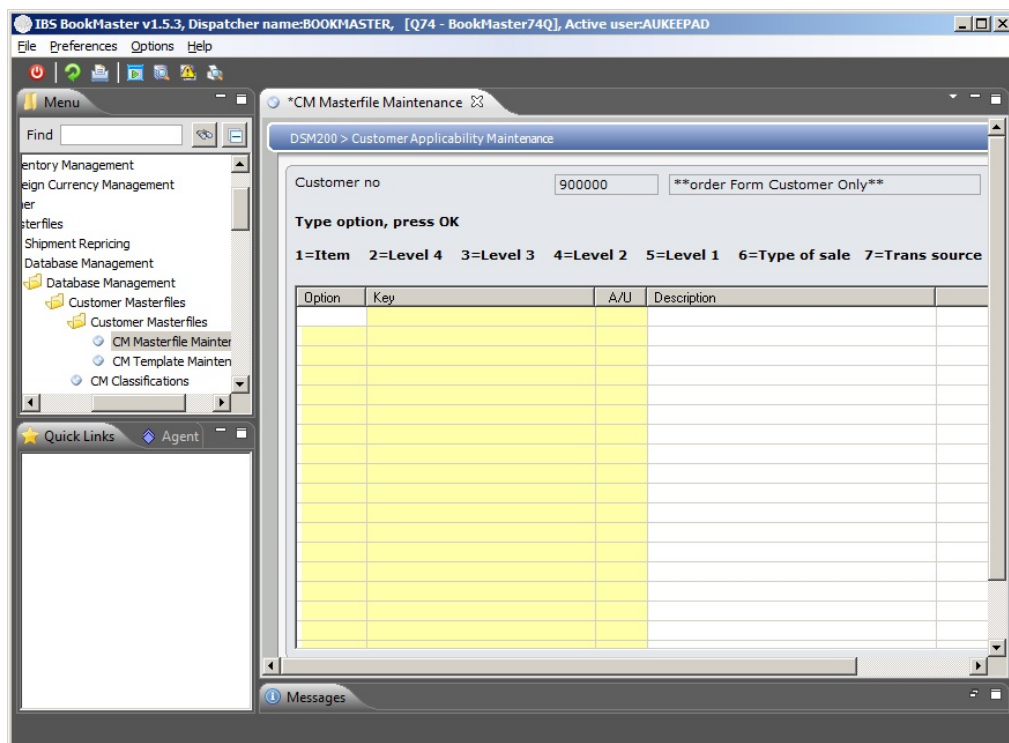 IBS BookMaster v1.5.3, Dispatcher name:BOOKMASTER, [Q74 - BookMaster74Q], Active user:AUKEEPAD
File Preferences Options Help
Menu
Find
entory Management
eign Currency Management
er
sterfiles
Shipment Repricing
Database Management
Database Management
Customer Masterfiles
Customer Masterfiles
CM Masterfile Mainter
CM Template Mainten
CM Classifications
Quick Links Agent
*CM Masterfile Maintenance
DSM200 > Customer Applicability Maintenance
Customer no 900000 **order Form Customer Only**
Type option, press OK
1=Item 2=Level 4 3=Level 3 4=Level 2 5=Level 1 6=Type of sale 7=Trans source
Option Key A/U Description
Messages